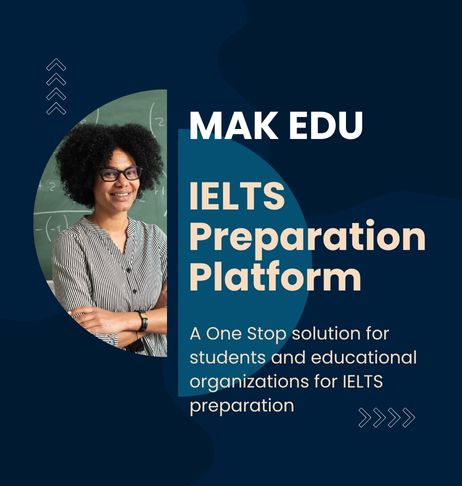 MAK EDU
IELTS
Preparation
Platform
A One Stop solution for
students and educational
organizations for IELTS
preparation